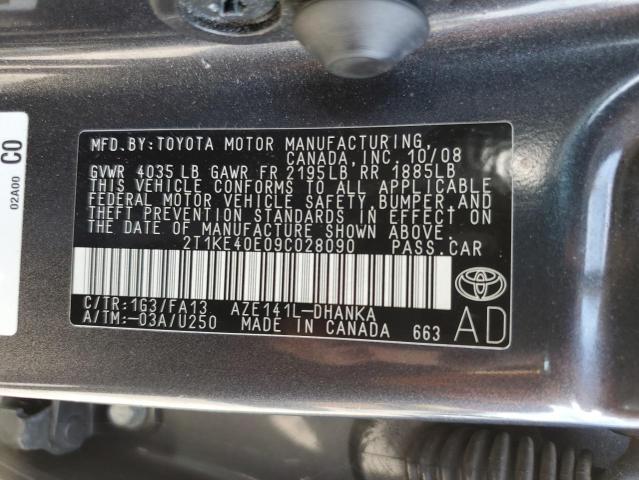 MFD. BY: TOYOTA MOTOR MANUFACTURING,
CANADA, INC. 10/08
GVWR 4035 LB GAWR FR 2195LB RR 1885LB
THIS VEHICLE CONFORMS TO ALL APPLICABLE
FEDERAL MOTOR VEHICLE SAFETY, BUMPER, AND
THEFT PREVENTION STANDARDS IN EFFECT ON
THE DATE OF MANUFACTURE SHOWN ABOVE.
2T1KE40E09C028090 PASS.CAR
C/TR:1G3/FA13 AZE141L-DHANKA
A/TM:-03A/U250 MADE IN CANADA 663
AD
02A00 CO